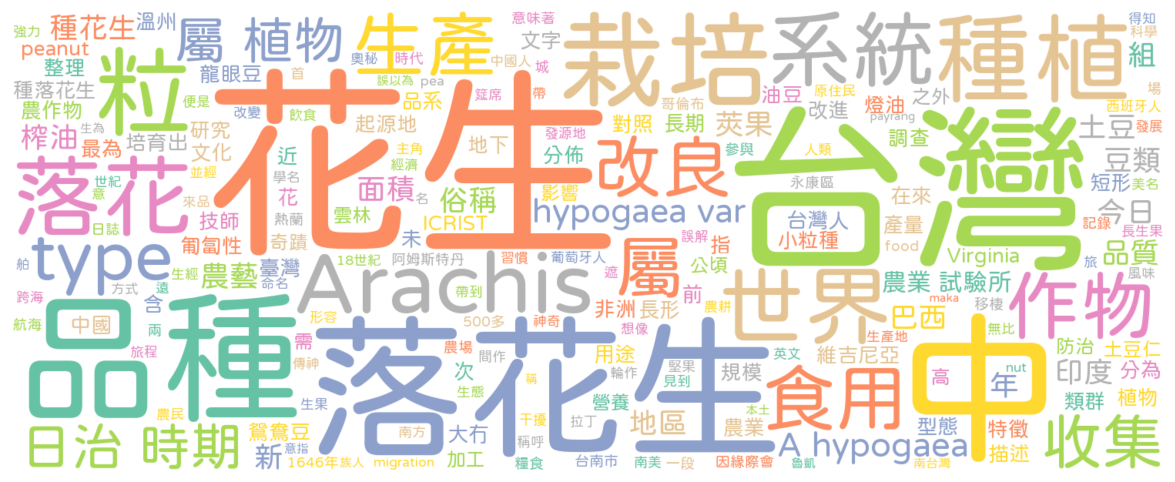 強力
種花生
溫州
屬 植物
生產
意味著
文字
栽培
系統
種植
得知
科學
組
peanut
整理
粒
龍眼豆
奧秘
時代
首
中國人
城
誤以為
pea
筵席
帶
種落花生
農作物
便是
改變
飲食
品系
哥倫布
油豆
改進
燈油
之外
原住民
payrang
西班牙人
場
發展
榨油
生為
培育出
研究
起源地
地下
發源地
對照
長期
莢果
調查
土豆
最為
文化
花生
分佈
參與
人類
台灣
豆類
落花
世紀
並經
近
學名
主角
經濟
面積
名
俗稱
影響
改良
永康區
在來
短形
美名
意
來品
花
熱蘭
雲林
ICRIST
hypogaea var
台灣人
產量
今日
長生果
日誌
技師
未
屬
誤解
指
小粒種
記錄
type
匍匐性
奇蹟
18世紀
阿姆斯特丹
習慣
葡萄牙人
遮
公頃
food
Virginia
旅
品質
舶
生經
農藝
臺灣
命名
Arachis
前
世界
農業 試驗所
風味
跨海
方式
遠
含
帶到
非洲
長形
農耕
maka
移棲
作物
航海
中國
兩
形容
需
500多
神奇
想像
生產地
巴西
無比
品種
旅程
傳神
農場
間作
落花生
用途
堅果
英文
維吉尼亞
中
防治
土豆仁
次
輪作
見到
規模
食用
高
年
nut
印度
分為
農民
生果
稱
生態
營養
本土
類群
植物
日治 時期
鴛鴦豆
新
意指
南方
大冇
干擾
稱呼
拉丁
地區
農業
A hypogaea
型態
特徵
描述
收集
1646年
族人
migration
加工
糧食
台南市
南美
一段
因緣際會
魯凱
南台灣